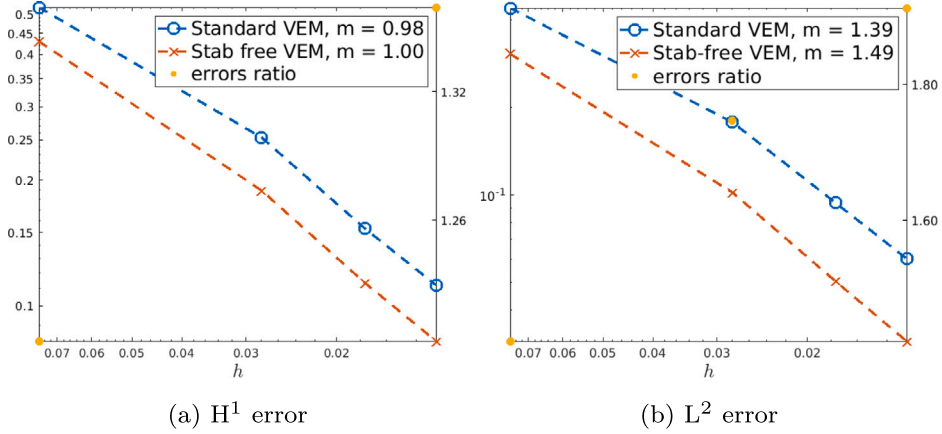 Standard VEM, m = 0.98
Stab free VEM, m = 1.00
errors ratio
0.5
0.45
0.4
0.35
0.3
0.25
0.2
0.15
0.1
1.32
1.26
0.07 0.06 0.05 0.04 0.03 0.02
h
(a) H¹ error
Standard VEM, m = 1.39
Stab-free VEM, m = 1.49
errors ratio
10⁻¹
1.80
1.60
0.07 0.06 0.05 0.04 0.03 0.02
h
(b) L² error